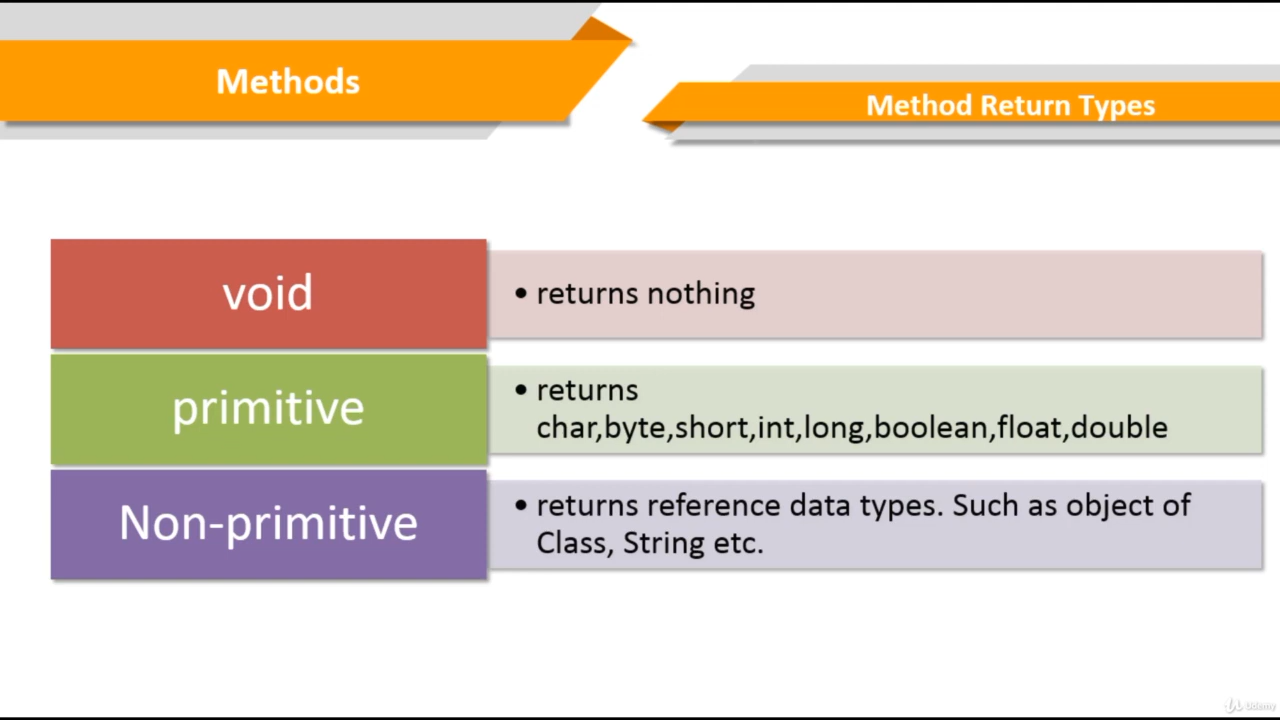 Methods
Method Return Types
void
• returns nothing
primitive
• returns
char,byte,short,int,long,boolean,float,double
Non-primitive
• returns reference data types. Such as object of
Class, String etc.
Udemy